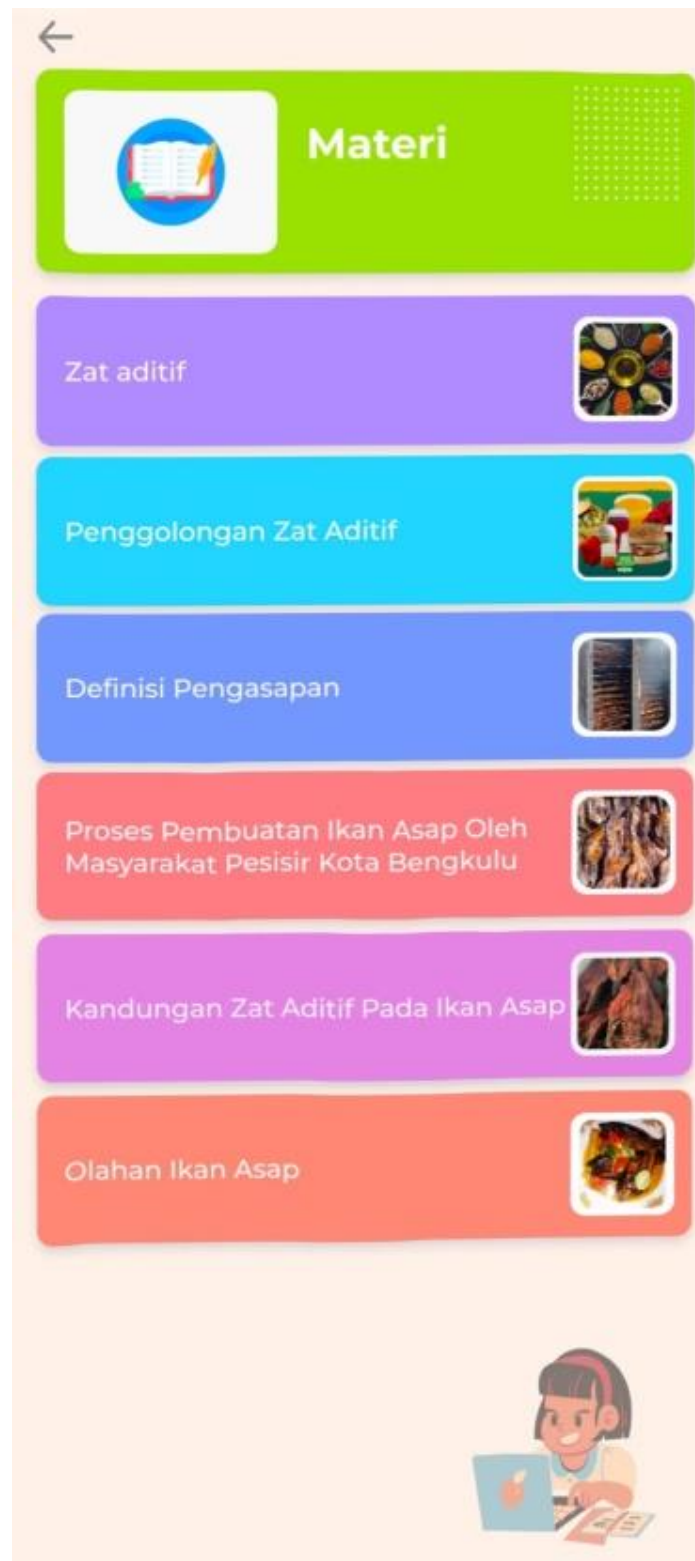 Materi
Zat aditif
Penggolongan Zat Aditif
Definisi Pengasapan
Proses Pembuatan Ikan Asap Oleh
Masyarakat Pesisir Kota Bengkulu
Kandungan Zat Aditif Pada Ikan Asap
Olahan Ikan Asap